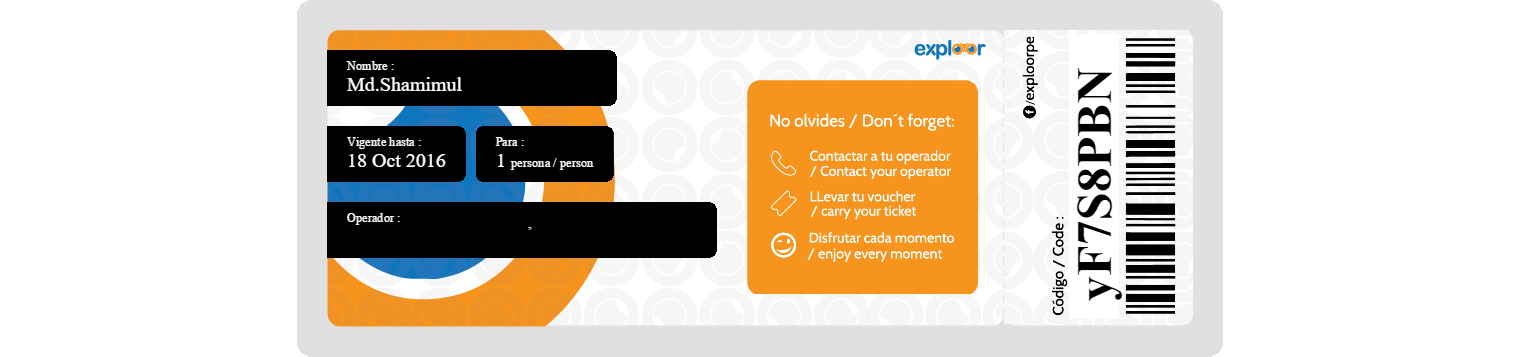 Nombre :
Md.Shamimul
Vigente hasta :
18 Oct 2016
Para :
1 persona / person
Operador :
,
exploor
No olvides / Don´t forget:
Contactar a tu operador
/ Contact your operator
LLevar tu voucher
/ carry your ticket
Disfrutar cada momento
/ enjoy every moment
/exploorpe
Código / Code :
yF7S8PBN